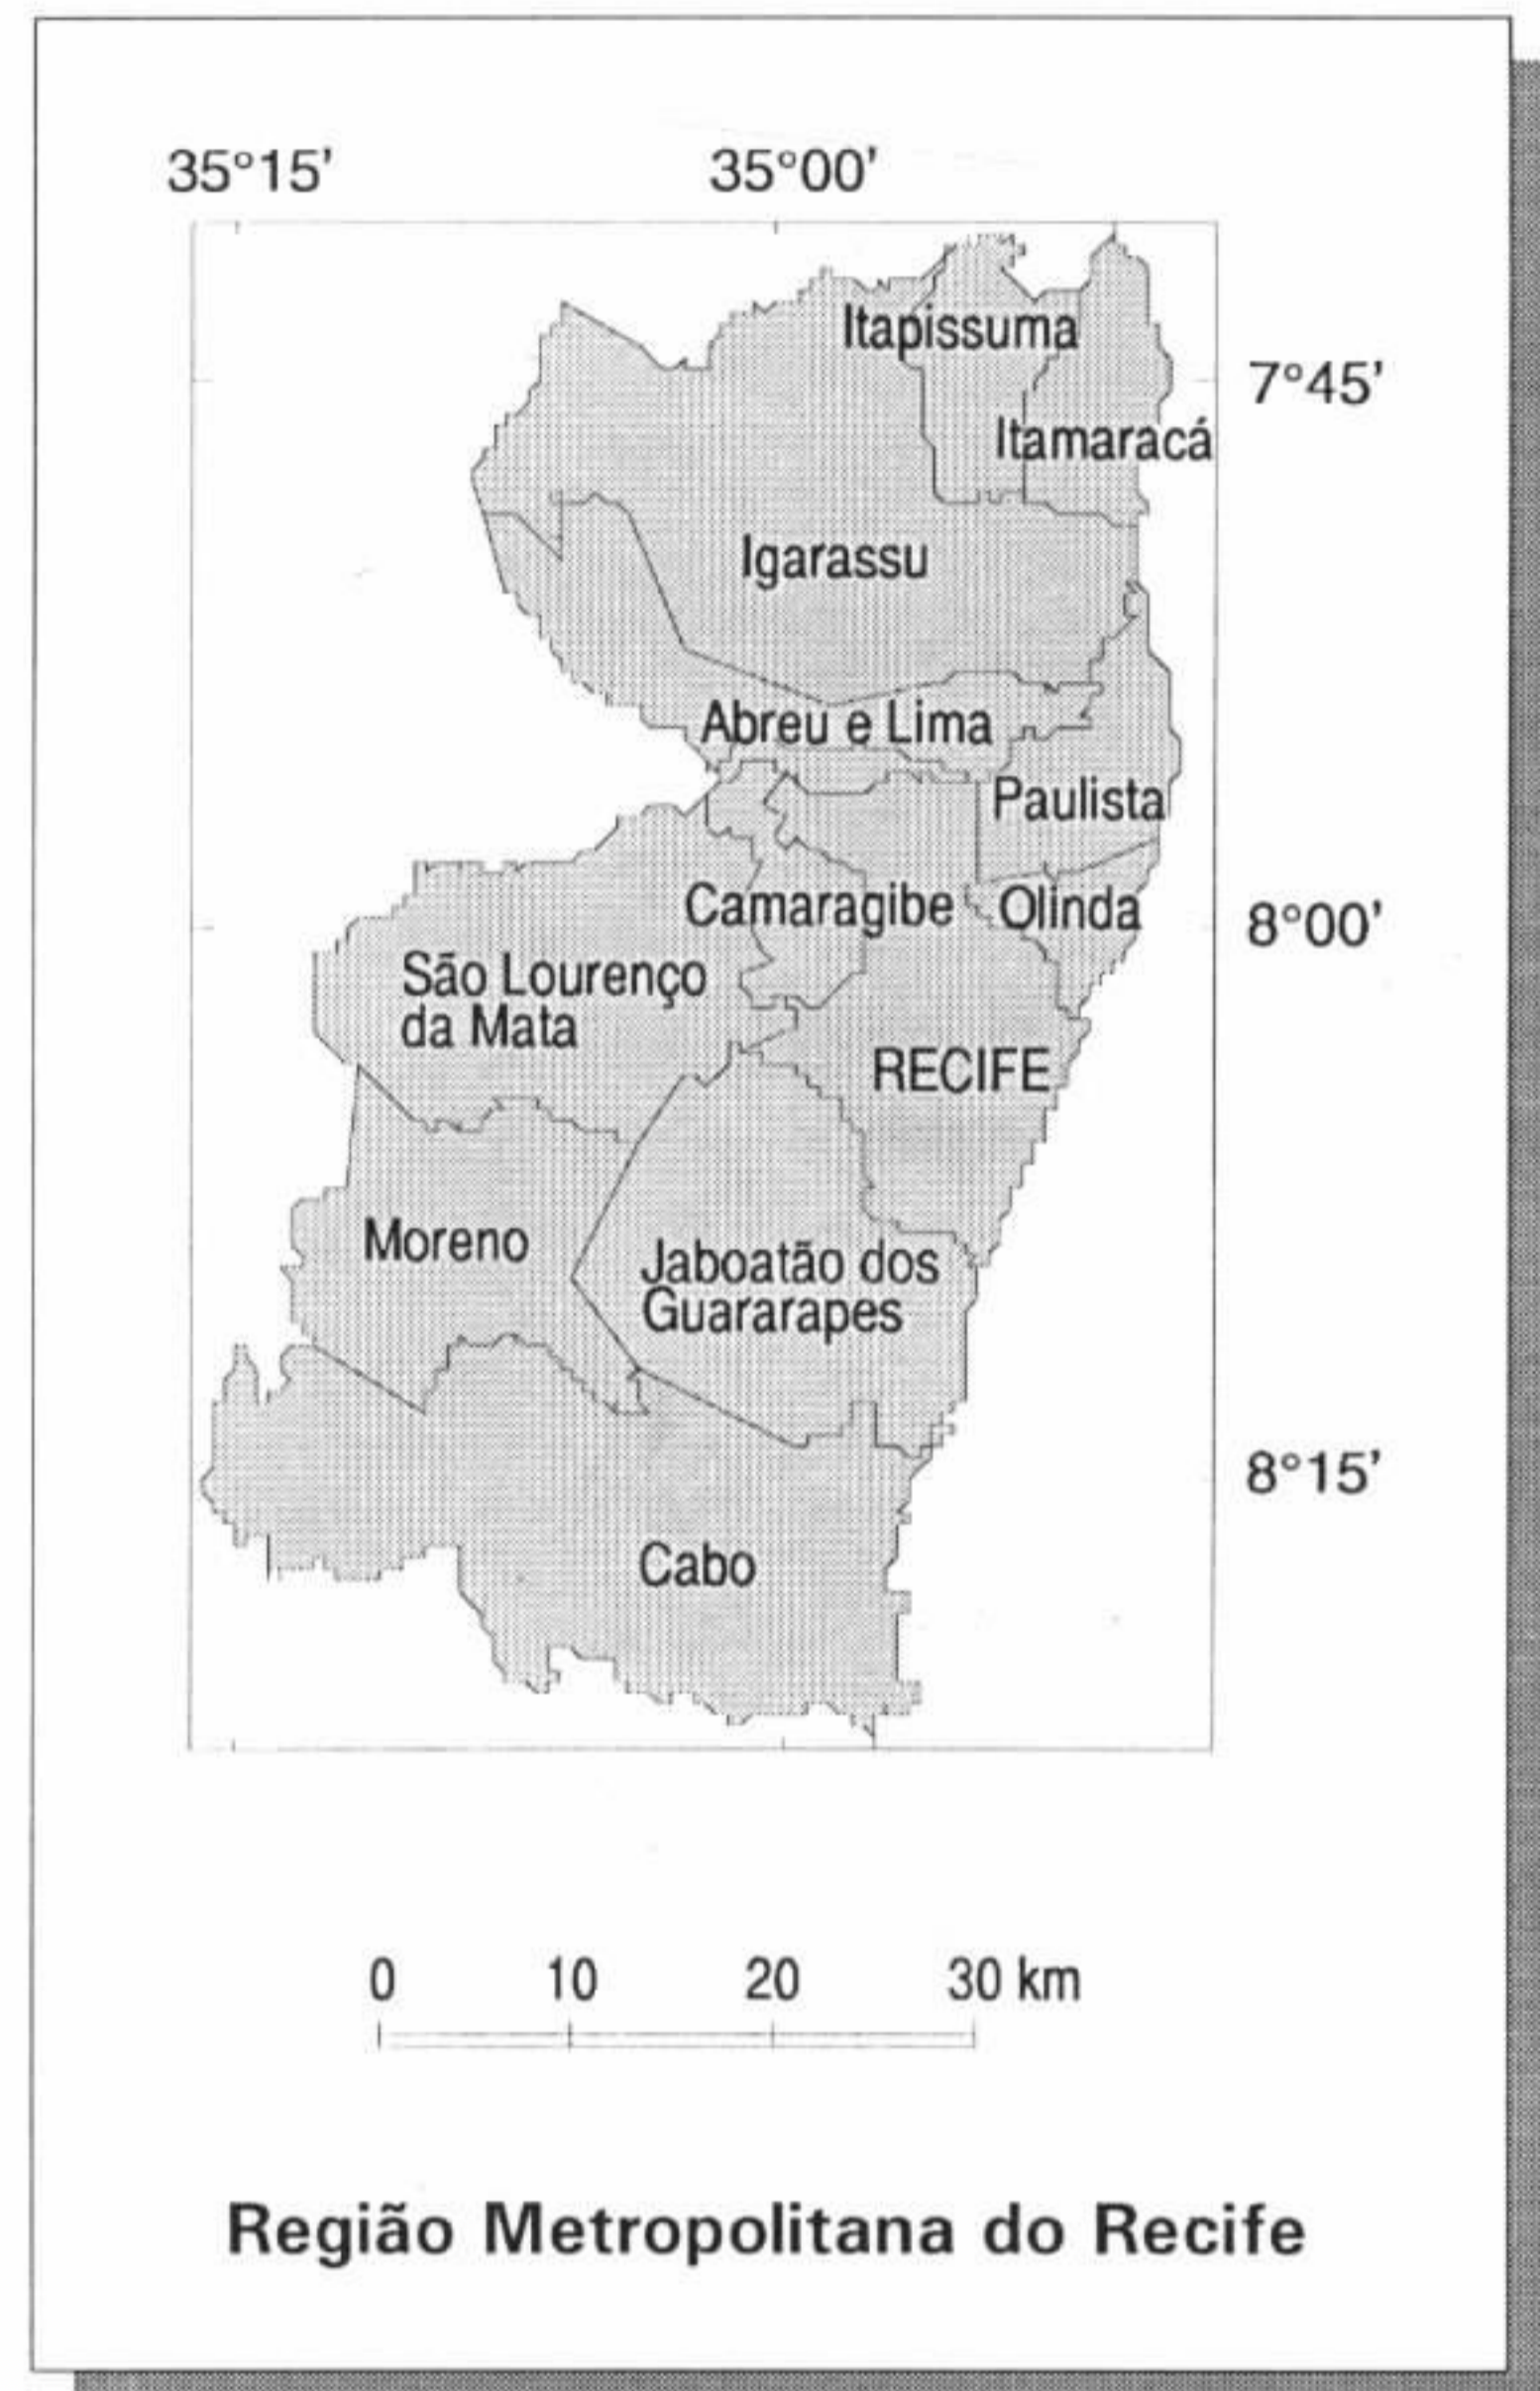 35°15' 35°00'
Itapissuma
7°45'
Itamaracá
Igarassu
Abreu e Lima
Paulista
Camaragibe
Olinda
8°00'
São Lourenço
da Mata
RECIFE
Moreno
Jaboatão dos
Guararapes
8°15'
Cabo
0 10 20 30 km
Região Metropolitana do Recife